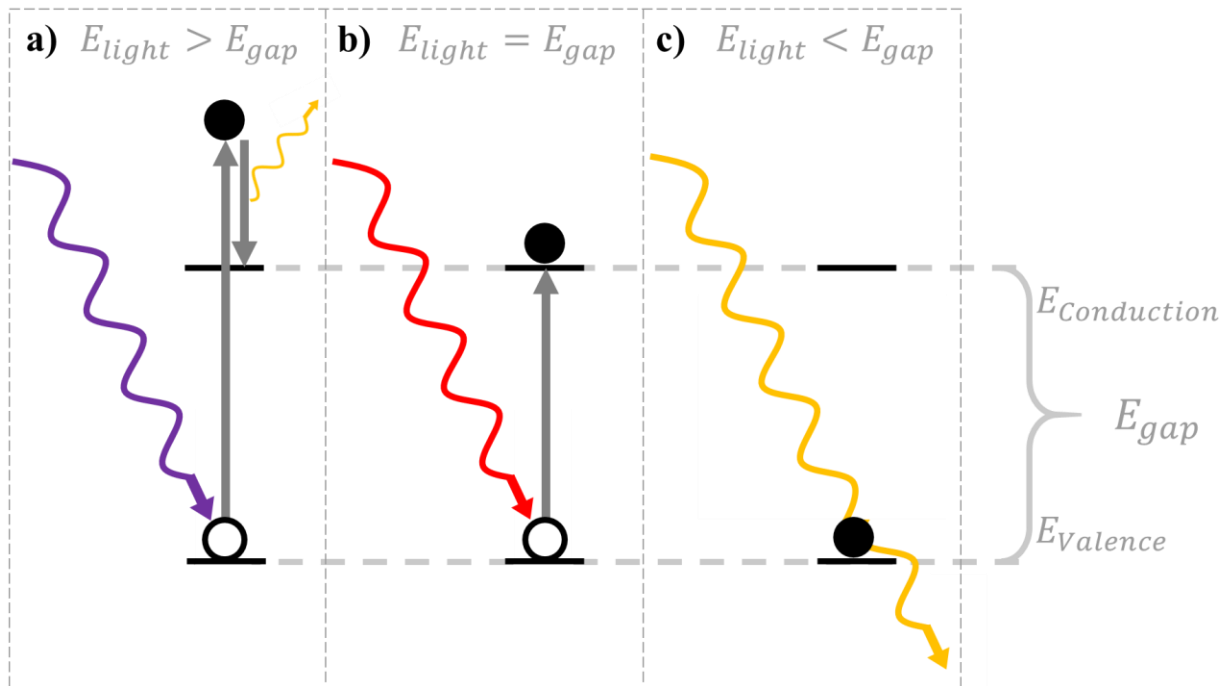 a) E_light > E_gap
b) E_light = E_gap
c) E_light < E_gap
E_Conduction
E_gap
E_Valence